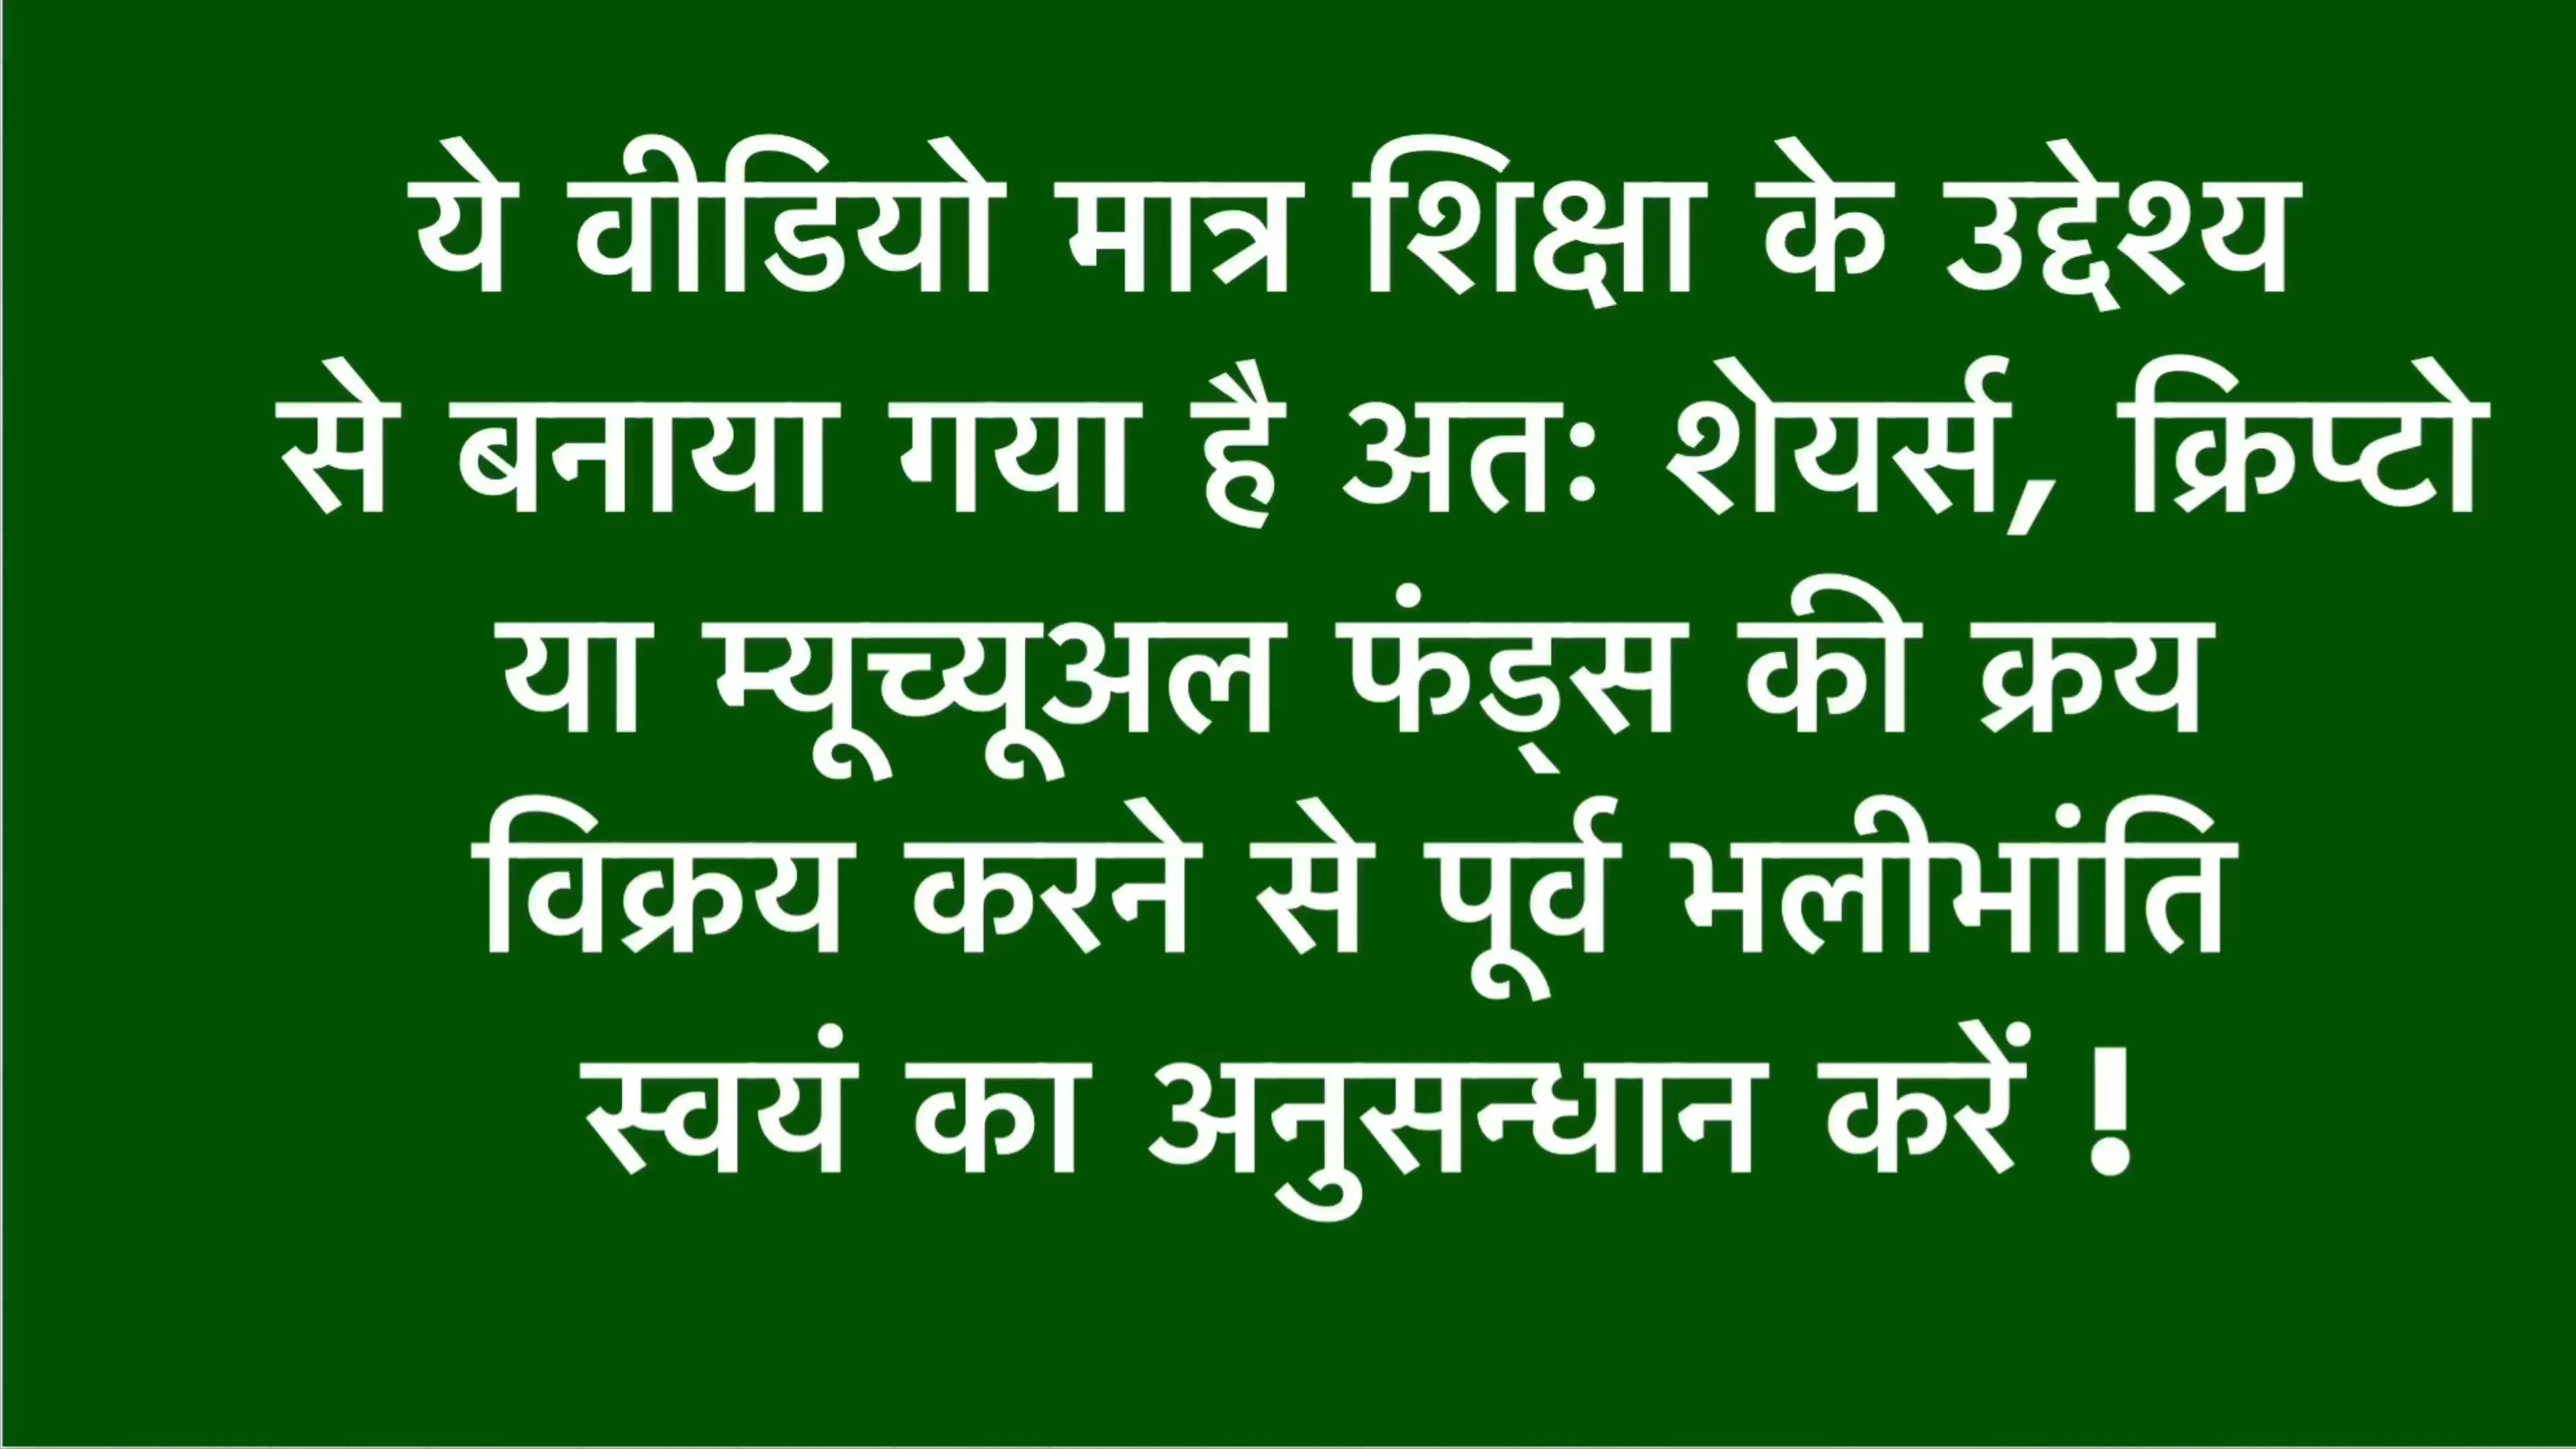 ये वीडियो मात्र शिक्षा के उद्देश्य
से बनाया गया है अतः शेयर्स, क्रिप्टो
या म्यूच्यूअल फंड्स की क्रय
विक्रय करने से पूर्व भलीभांति
स्वयं का अनुसन्धान करें !